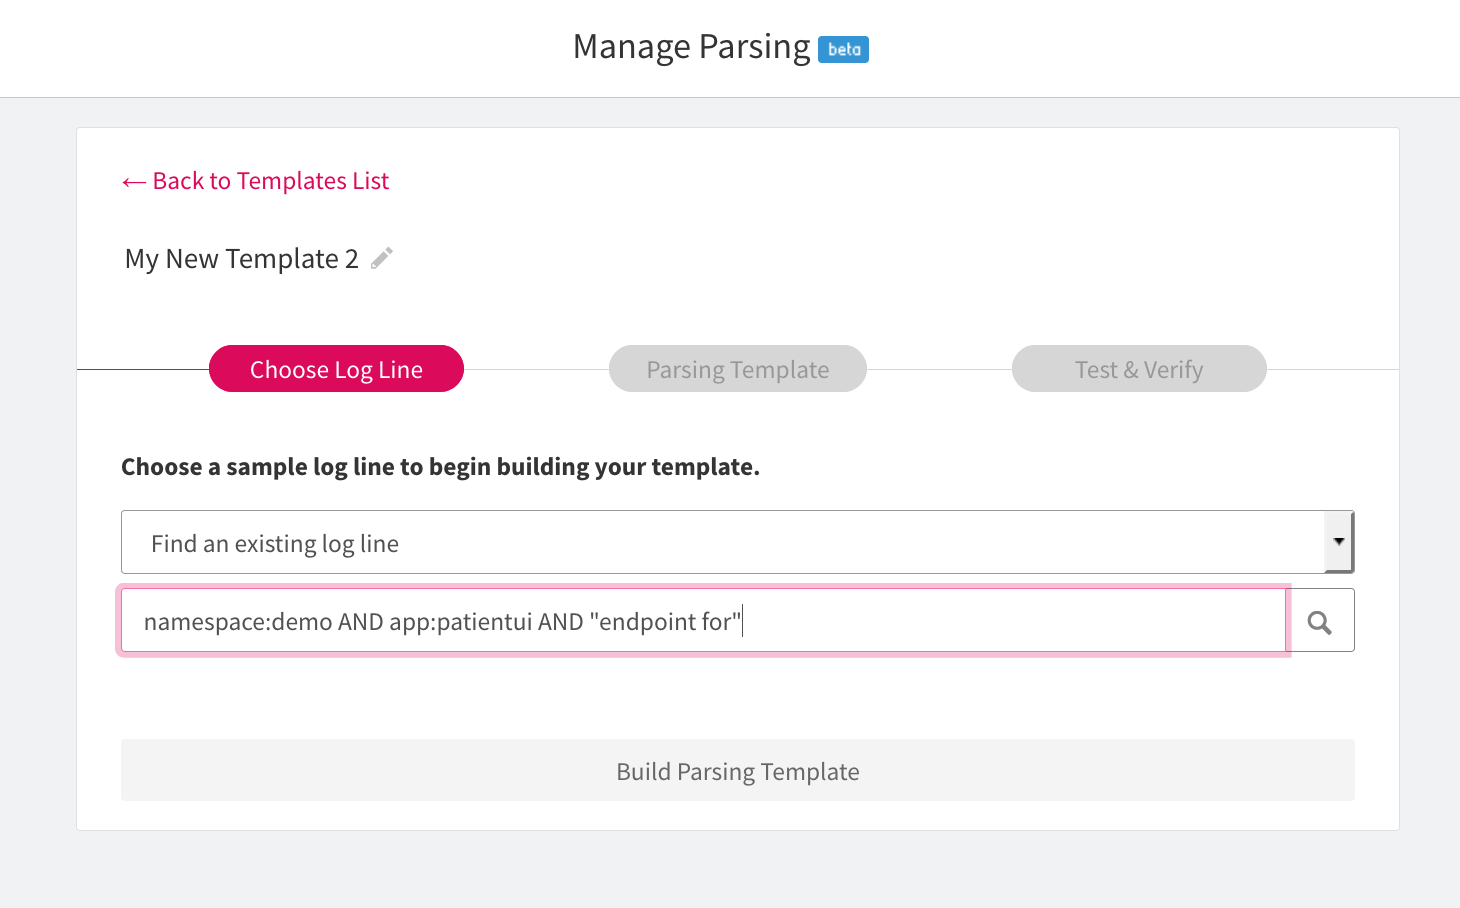 Manage Parsing beta
← Back to Templates List
My New Template 2
Choose Log Line
Parsing Template
Test & Verify
Choose a sample log line to begin building your template.
Find an existing log line
namespace:demo AND app:patientui AND "endpoint for"
Build Parsing Template